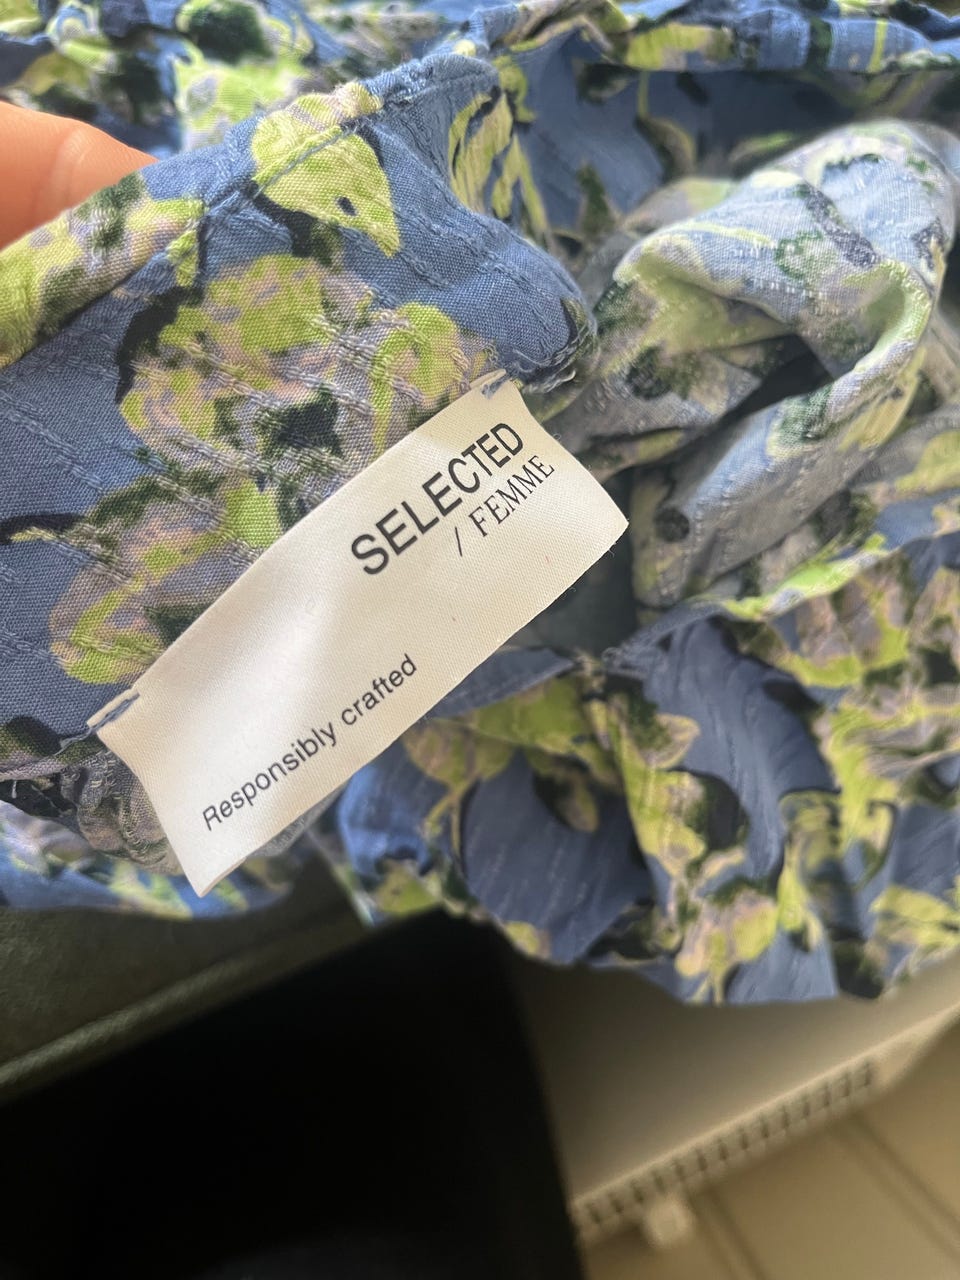 SELECTED
/ FEMME
Responsibly crafted